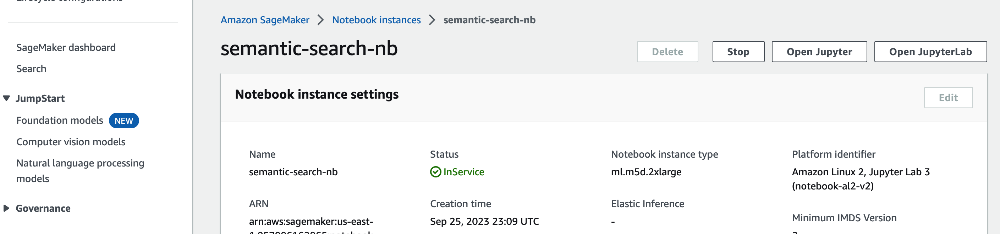 Lifecycle configurations
SageMaker dashboard
Search
JumpStart
Foundation models NEW
Computer vision models
Natural language processing
models
Governance
Amazon SageMaker > Notebook instances > semantic-search-nb
semantic-search-nb
Delete Stop Open Jupyter Open JupyterLab
Notebook instance settings
Edit
Name
semantic-search-nb
Status
InService
Notebook instance type
ml.m5d.2xlarge
Platform identifier
Amazon Linux 2, Jupyter Lab 3
(notebook-al2-v2)
ARN
arn:aws:sagemaker:us-east-
Creation time
Sep 25, 2023 23:09 UTC
Elastic Inference
-
Minimum IMDS Version